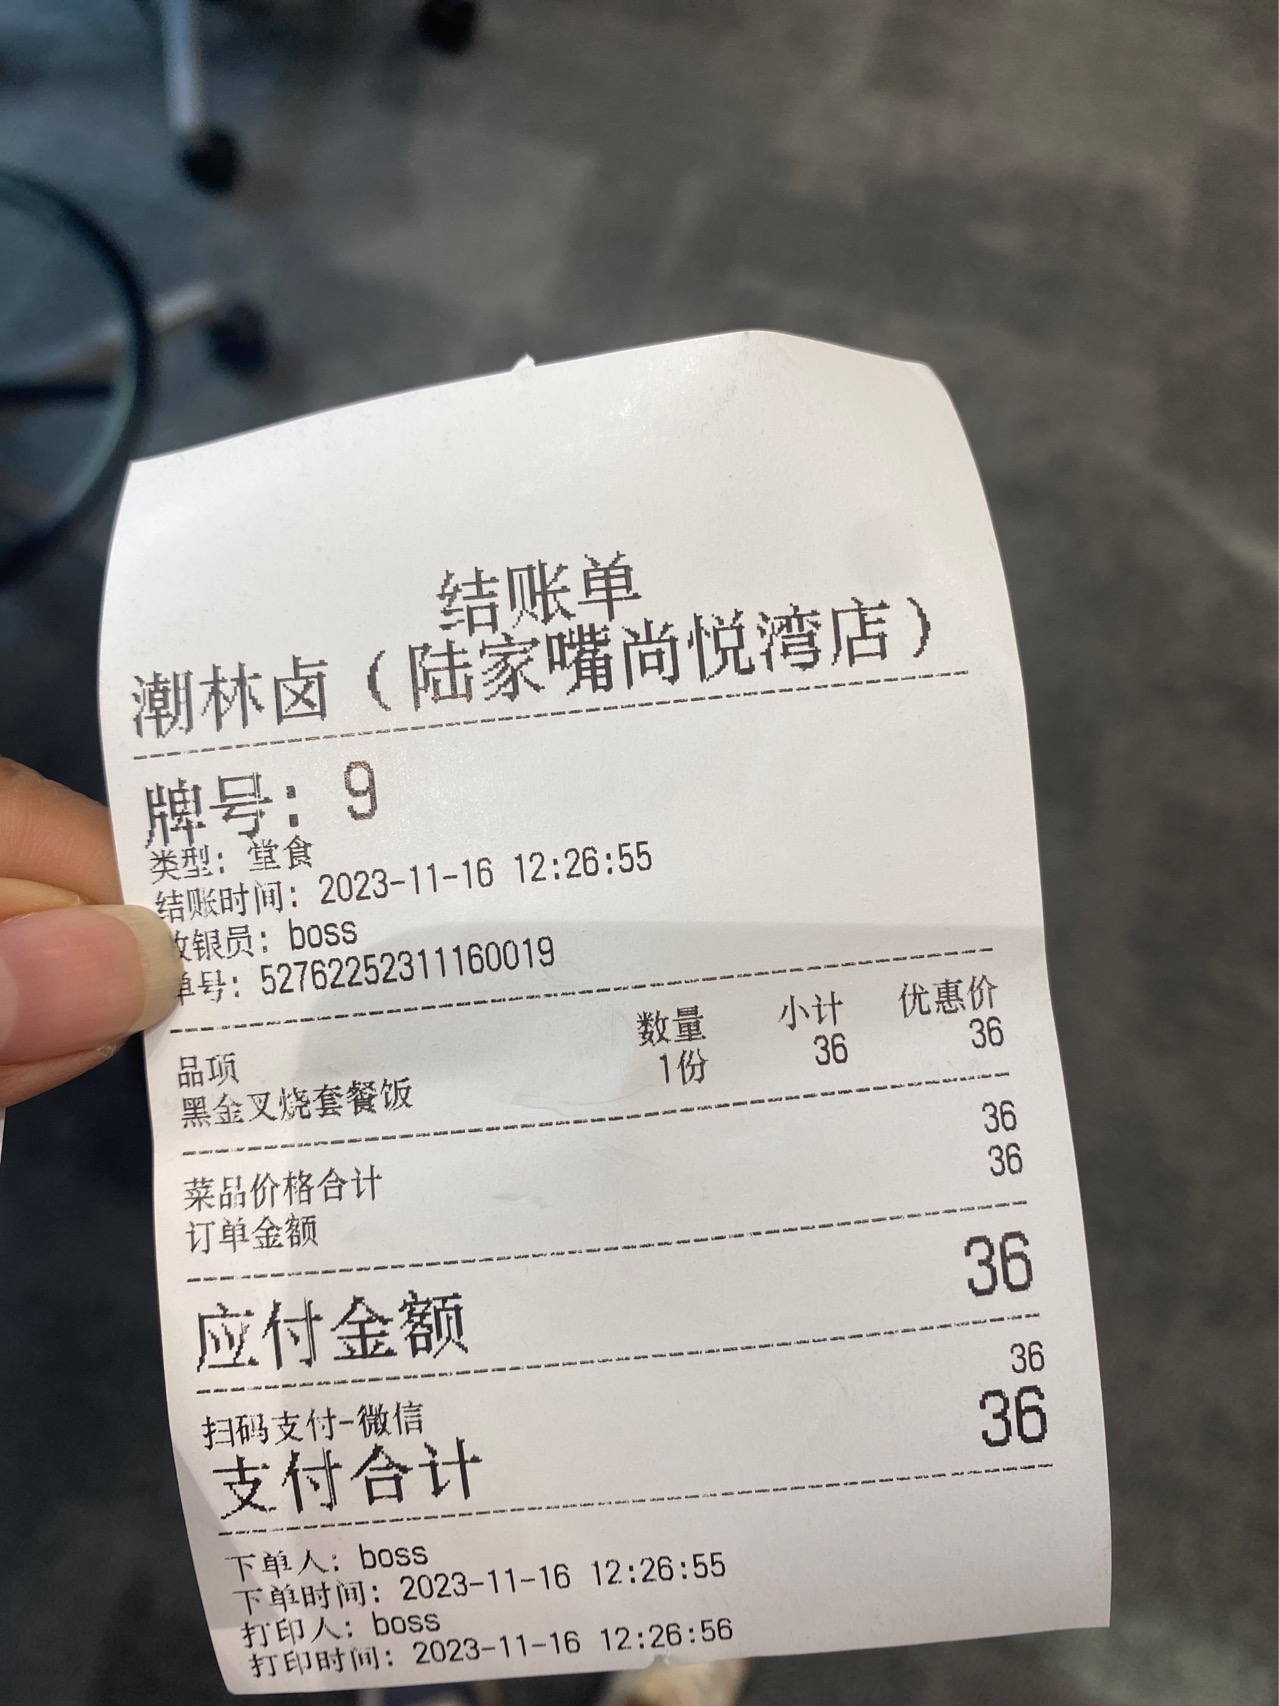 结账单
潮林卤（陆家嘴尚悦湾店）
牌号: 9
类型: 堂食
结账时间: 2023-11-16 12:26:55
收银员: boss
单号: 52762252311160019
品项 数量 小计 优惠价
黑金叉烧套餐饭 1份 36 36
菜品价格合计 36
订单金额 36
应付金额 36
扫码支付-微信 36
支付合计 36
下单人: boss
下单时间: 2023-11-16 12:26:55
打印人: boss
打印时间: 2023-11-16 12:26:56